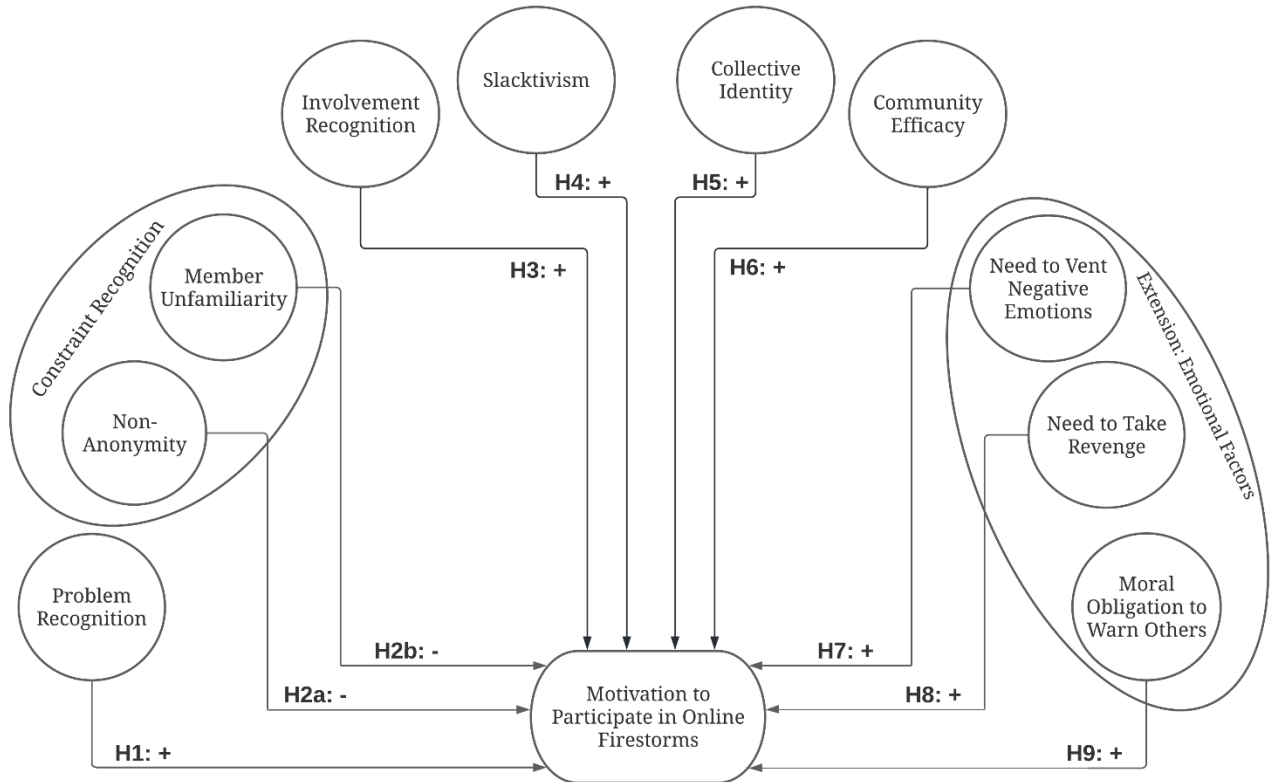 Slacktivism
Collective
Identity
Involvement
Recognition
Community
Efficacy
H4: +
H5: +
H3: +
H6: +
Constraint Recognition
Member
Unfamiliarity
Non-
Anonymity
Problem
Recognition
Need to Vent
Negative
Emotions
Extension: Emotional Factors
Need to Take
Revenge
Moral
Obligation to
Warn Others
H2b: -
H7: +
H2a: -
H8: +
H1: +
H9: +
Motivation to
Participate in Online
Firestorms